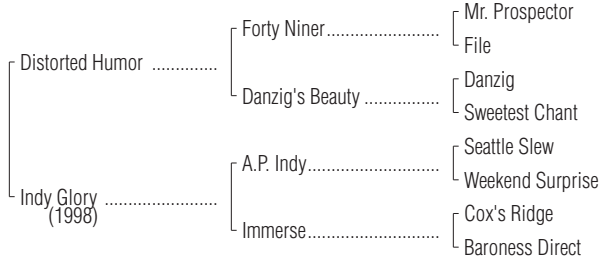 Mr. Prospector
Forty Niner......................
File
Distorted Humor .............
Danzig
Danzig's Beauty ...............
Sweetest Chant
Seattle Slew
A.P. Indy..........................
Weekend Surprise
Indy Glory ......................
(1998)
Cox's Ridge
Immerse..........................
Baroness Direct